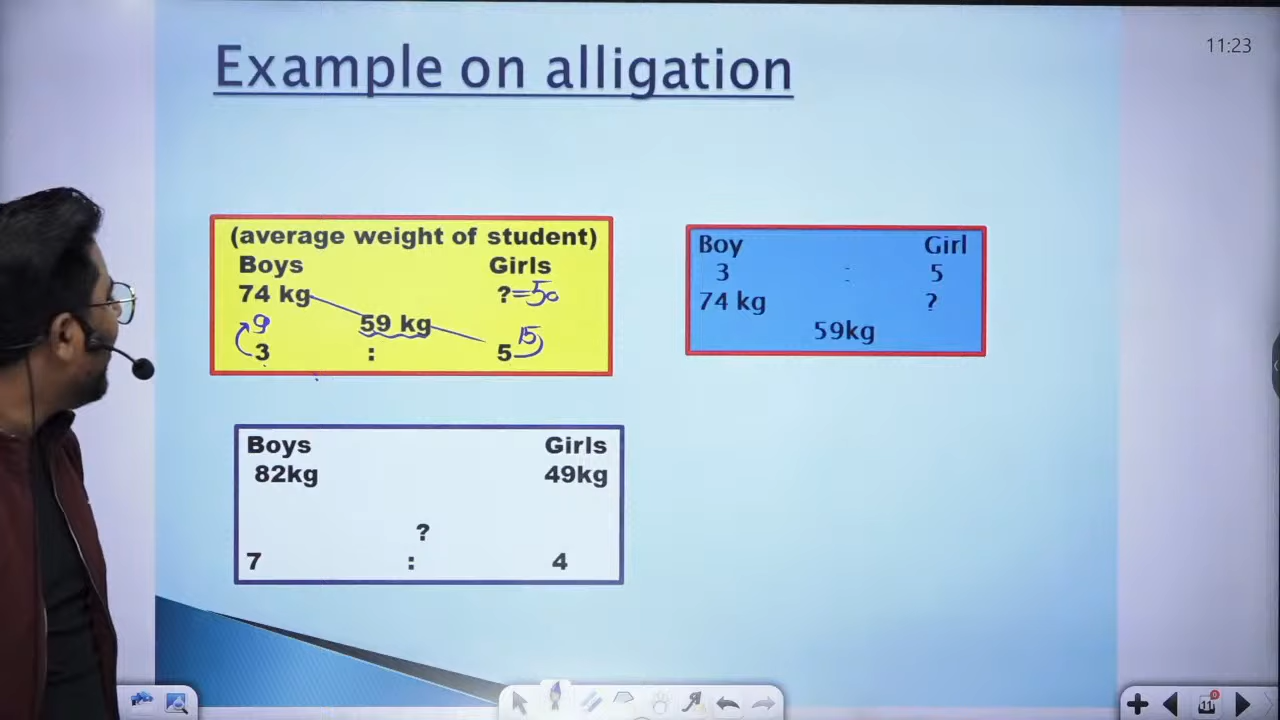 11:23
Example on alligation
(average weight of student)
Boys Girls
74 kg ?=50
9 59 kg 15
3 : 5
Boy Girl
3 : 5
74 kg ?
59kg
Boys Girls
82kg 49kg
?
7 : 4
11